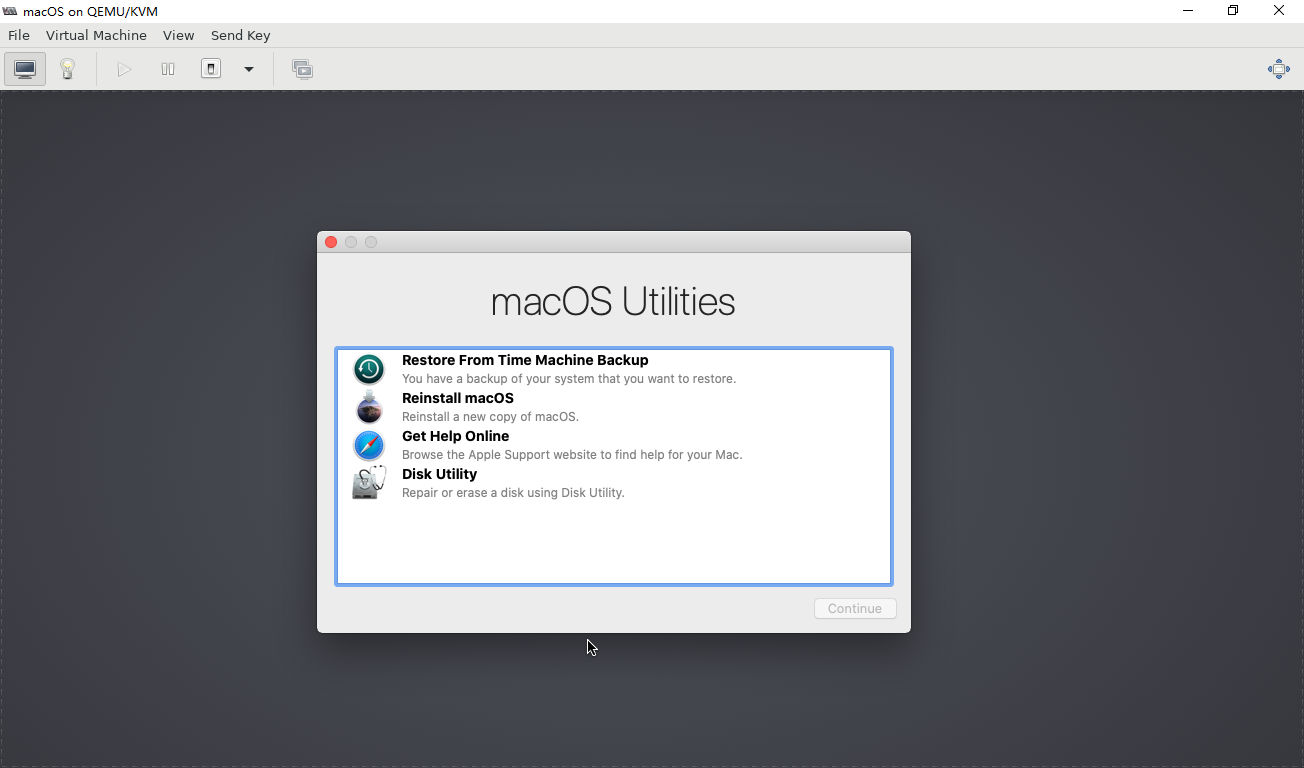 macOS on QEMU/KVM
File Virtual Machine View Send Key
macOS Utilities
Restore From Time Machine Backup
You have a backup of your system that you want to restore.
Reinstall macOS
Reinstall a new copy of macOS.
Get Help Online
Browse the Apple Support website to find help for your Mac.
Disk Utility
Repair or erase a disk using Disk Utility.
Continue